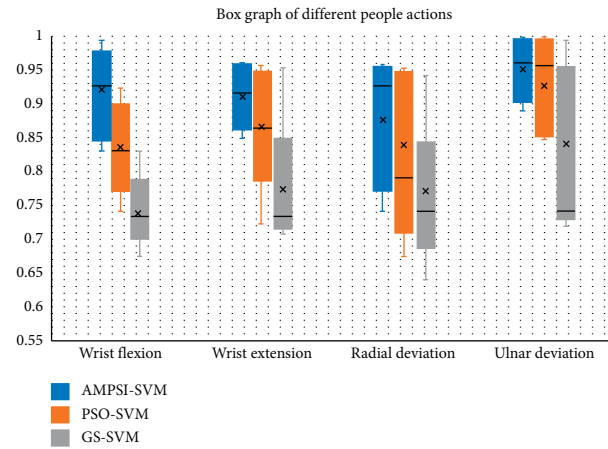 Box graph of different people actions
1
0.95
0.9
0.85
0.8
0.75
0.7
0.65
0.6
0.55
Wrist flexion Wrist extension Radial deviation Ulnar deviation
AMPSI-SVM
PSO-SVM
GS-SVM